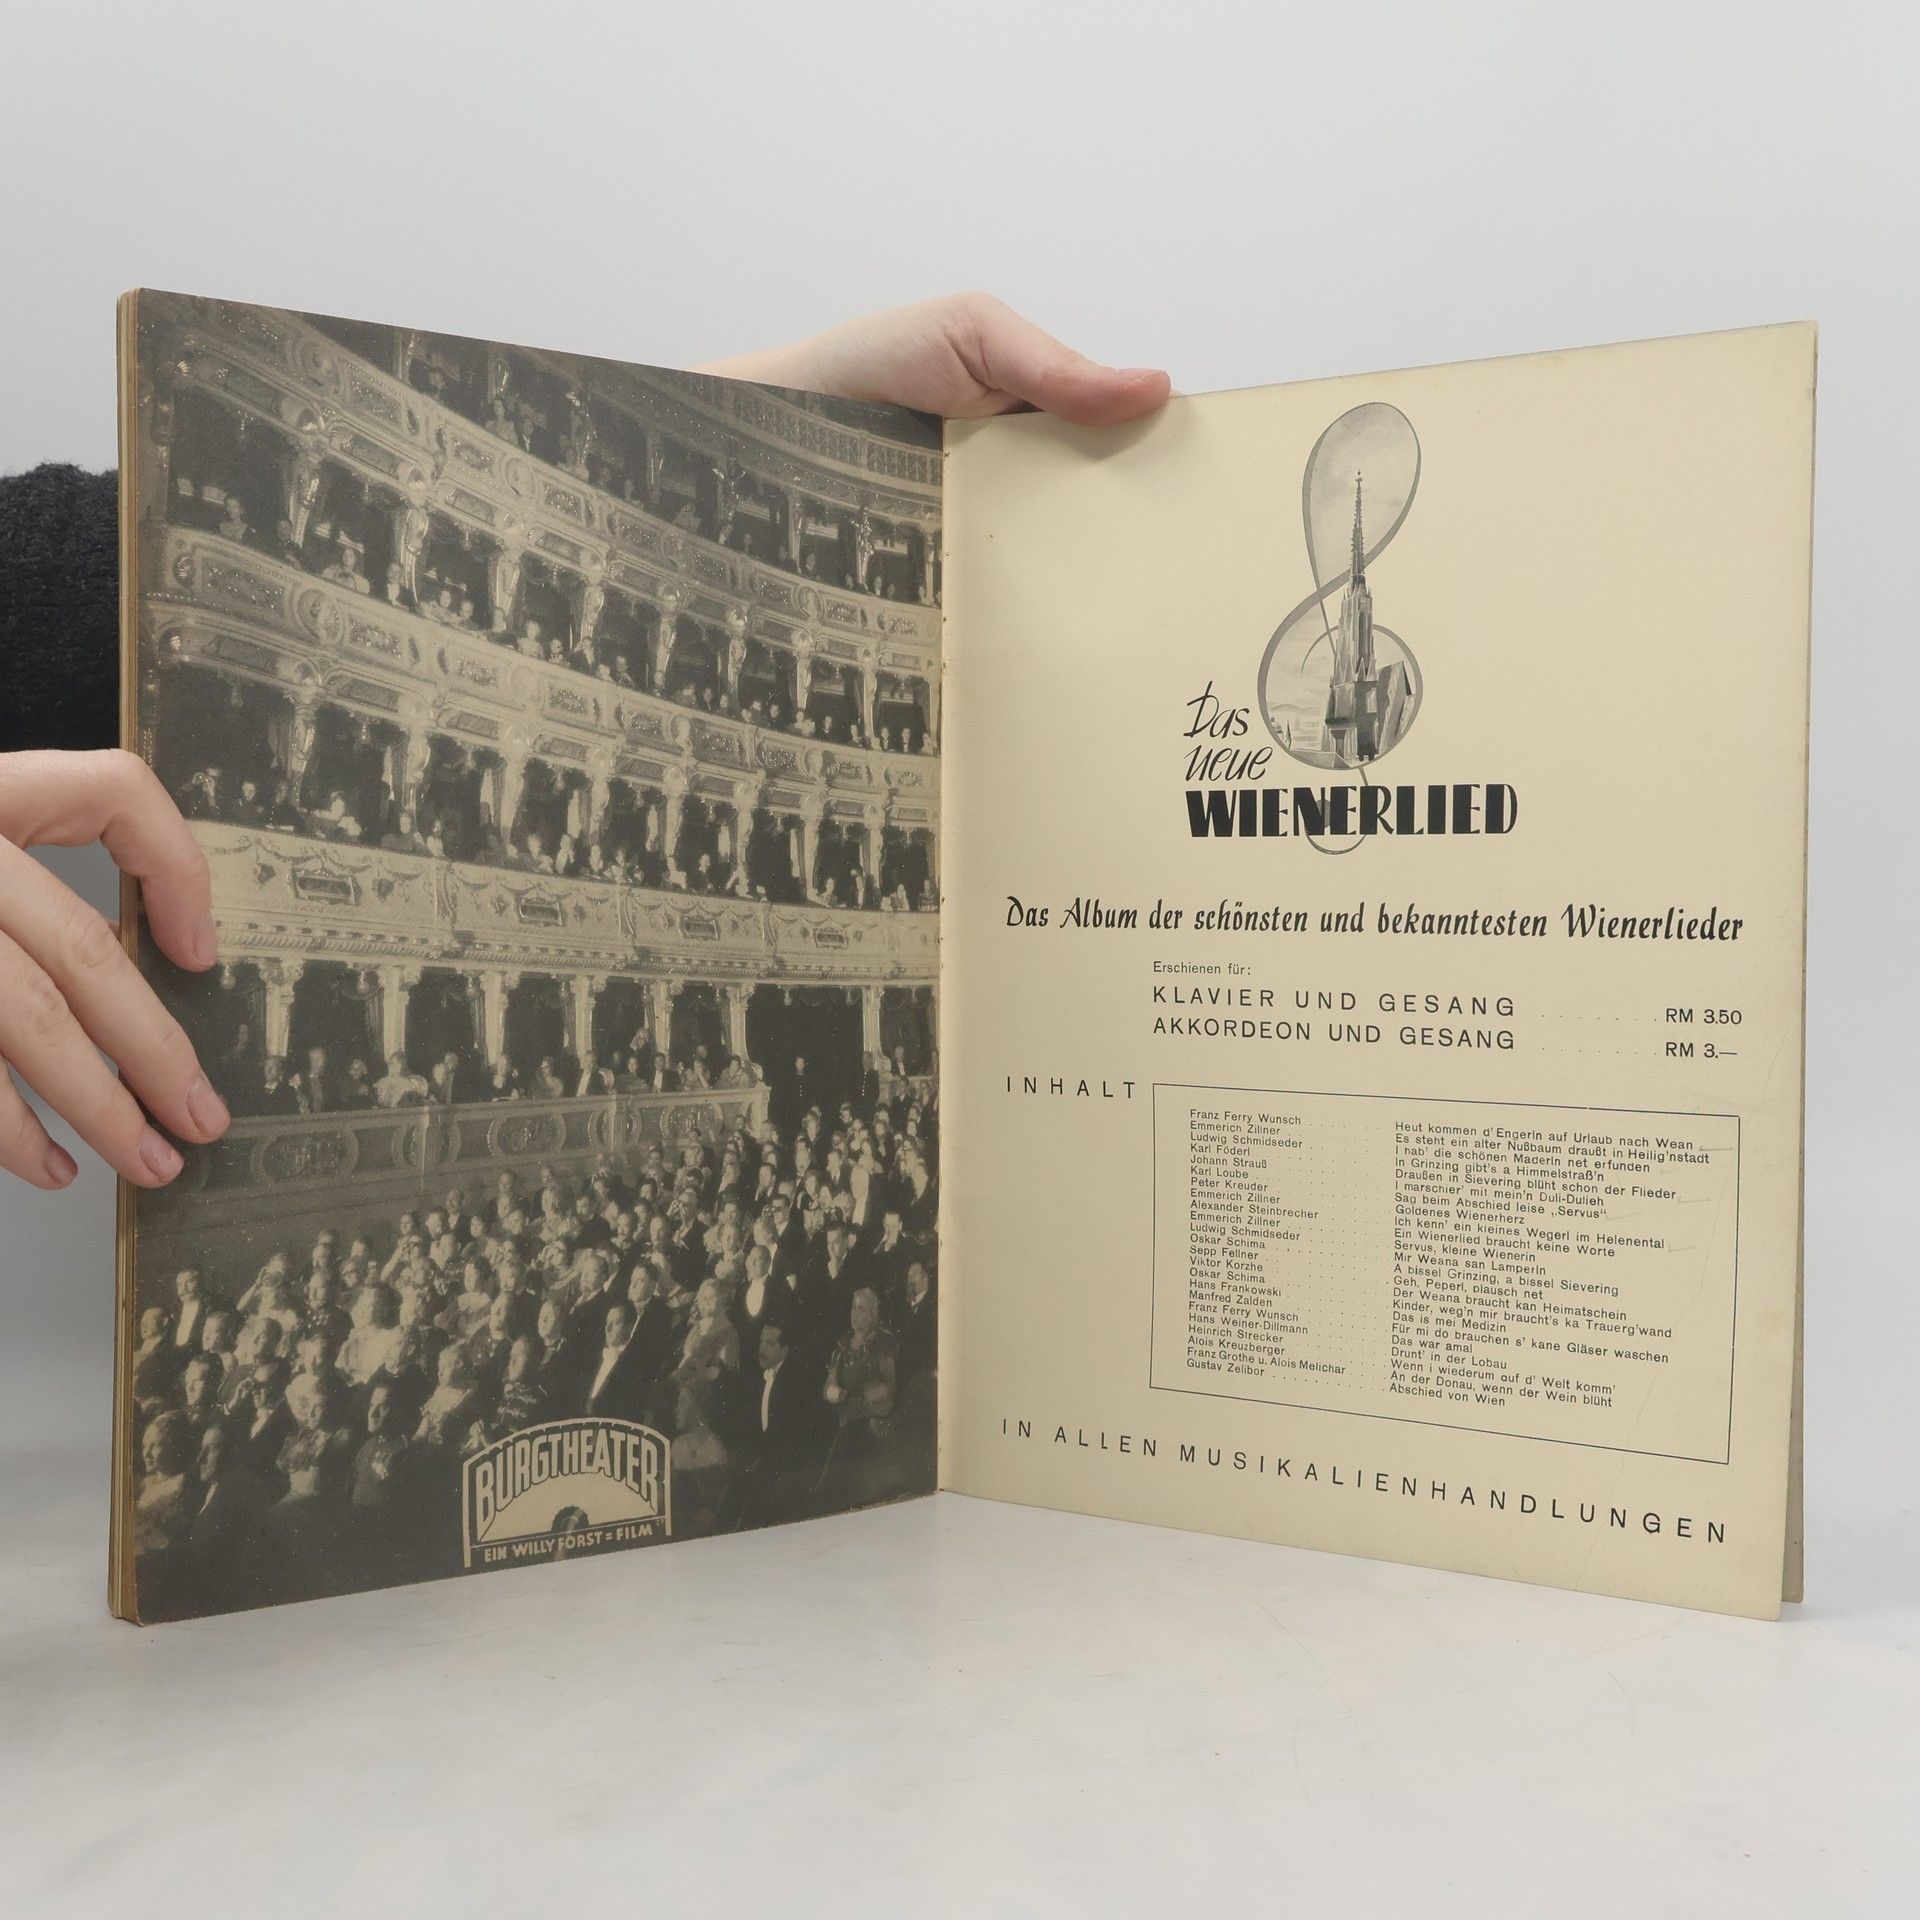 BURGTHEATER
EIN WILLY FORST=FILM
Das
neue
WIENERLIED
Das Album der schönsten und bekanntesten Wienerlieder
Erschienen für:
KLAVIER UND GESANG . . . . . . . RM 3.50
AKKORDEON UND GESANG . . . . . . RM 3.—
INHALT
Franz Ferry Wunsch . . . . . . Heut kommen d'Engerln auf Urlaub nach Wean
Emmerich Zillner . . . . . . Es steht ein alter Nußbaum draußt in Heilig'nstadt
Ludwig Schmidseder . . . . . . I hab' die schönen Maderln net erfunden
Karl Föderl . . . . . . In Grinzing gibt's a Himmelstraß'n
Johann Strauß . . . . . . Draußen in Sievering blüht schon der Flieder
Karl Loube . . . . . . I marschier' mit mein'n Duli-Dulieh
Peter Kreuder . . . . . . Sag beim Abschied leise „Servus“
Emmerich Zillner . . . . . . Goldenes Wienerherz
Alexander Steinbrecher . . . . . . Ich kenn' ein kleines Wegerl im Helenental
Emmerich Zillner . . . . . . Ein Wienerlied braucht keine Worte
Ludwig Schmidseder . . . . . . Servus, kleine Wienerin
Oskar Schima . . . . . . Mir Weana san Lamperln
Sepp Fellner . . . . . . A bissel Grinzing, a bissel Sievering
Viktor Korzhe . . . . . . Geh, Peperl, plausch net
Oskar Schima . . . . . . Der Weana braucht kan Heimatschein
Hans Frankowski . . . . . . Kinder, weg'n mir braucht's ka Trauerg'wand
Manfred Zalden . . . . . . Das is mei Medizin
Franz Ferry Wunsch . . . . . . Für mi do brauchen s' kane Gläser waschen
Hans Weiner-Dillmann . . . . . . Das war amal
Heinrich Strecker . . . . . . Drunt' in der Lobau
Alois Kreuzberger . . . . . . Wenn i wiederum auf d' Welt komm'
Franz Grothe u. Alois Melichar . . . . An der Donau, wenn der Wein blüht
Gustav Zelibor . . . . . . Abschied von Wien
IN ALLEN MUSIKALIENHANDLUNGEN